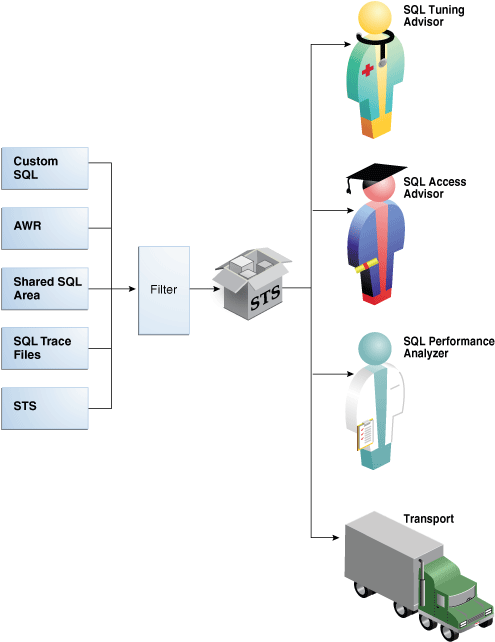 SQL Tuning
Advisor
Custom
SQL
SQL Access
Advisor
AWR
Shared SQL
Area
Filter
STS
SQL Trace
Files
SQL Performance
Analyzer
STS
Transport